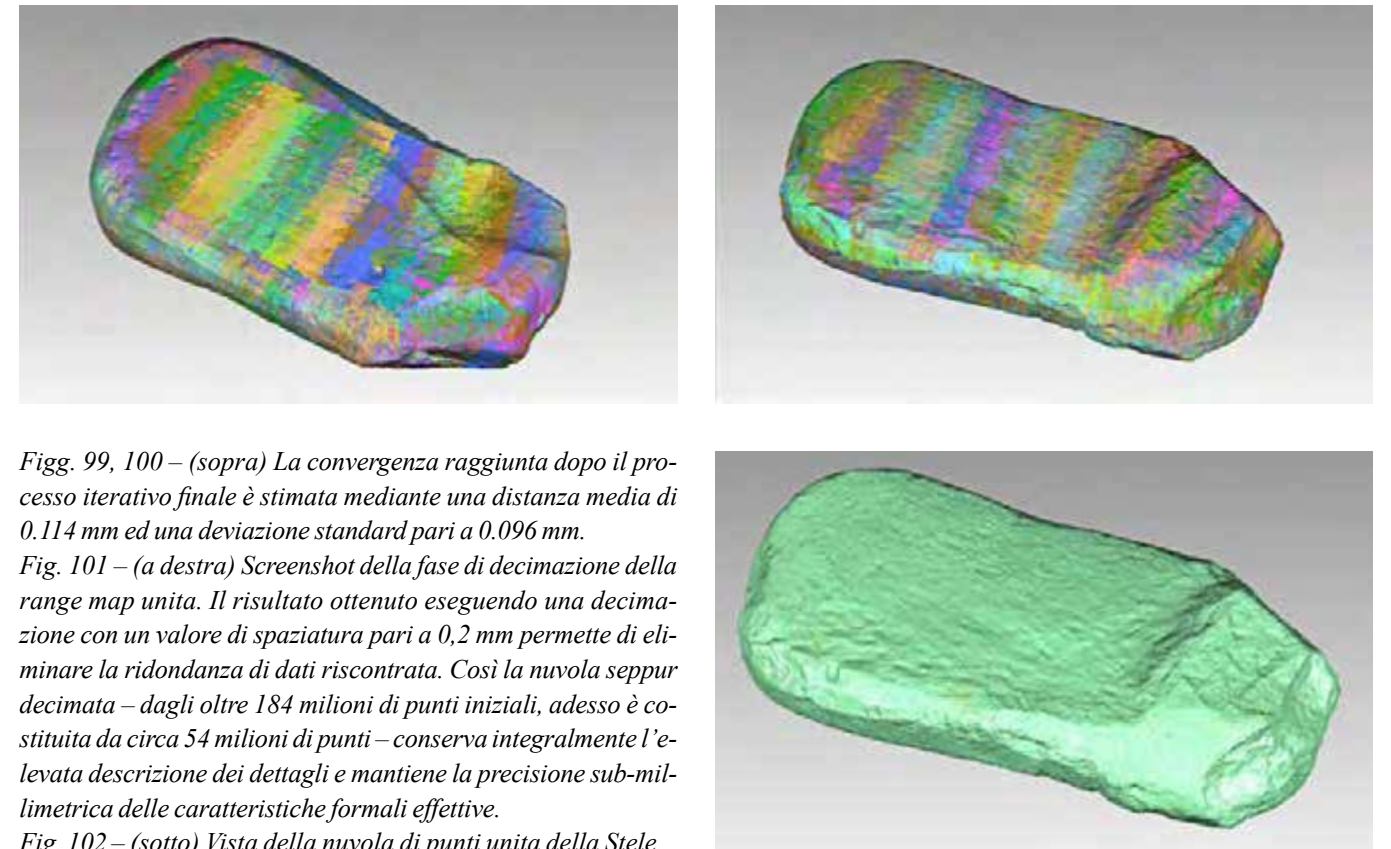 Figg. 99, 100 – (sopra) La convergenza raggiunta dopo il pro-
cesso iterativo finale è stimata mediante una distanza media di
0.114 mm ed una deviazione standard pari a 0.096 mm.
Fig. 101 – (a destra) Screenshot della fase di decimazione della
range map unita. Il risultato ottenuto eseguendo una decima-
zione con un valore di spaziatura pari a 0,2 mm permette di eli-
minare la ridondanza di dati riscontrata. Così la nuvola seppur
decimata – dagli oltre 184 milioni di punti iniziali, adesso è co-
stituita da circa 54 milioni di punti – conserva integralmente l’e-
levata descrizione dei dettagli e mantiene la precisione sub-mil-
limetrica delle caratteristiche formali effettive.
Fig. 102 – (sotto) Vista della nuvola di punti unita della Stele